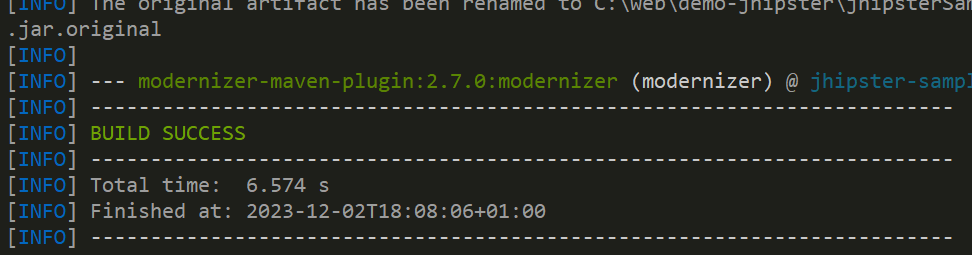 [INFO] The original artifact has been renamed to C:\web\demo-jhipster\jhipsterSam
.jar.original
[INFO]
[INFO] --- modernizer-maven-plugin:2.7.0:modernizer (modernizer) @ jhipster-sampl
[INFO] ------------------------------------------------------------------------
[INFO] BUILD SUCCESS
[INFO] ------------------------------------------------------------------------
[INFO] Total time:  6.574 s
[INFO] Finished at: 2023-12-02T18:08:06+01:00
[INFO] ------------------------------------------------------------------------